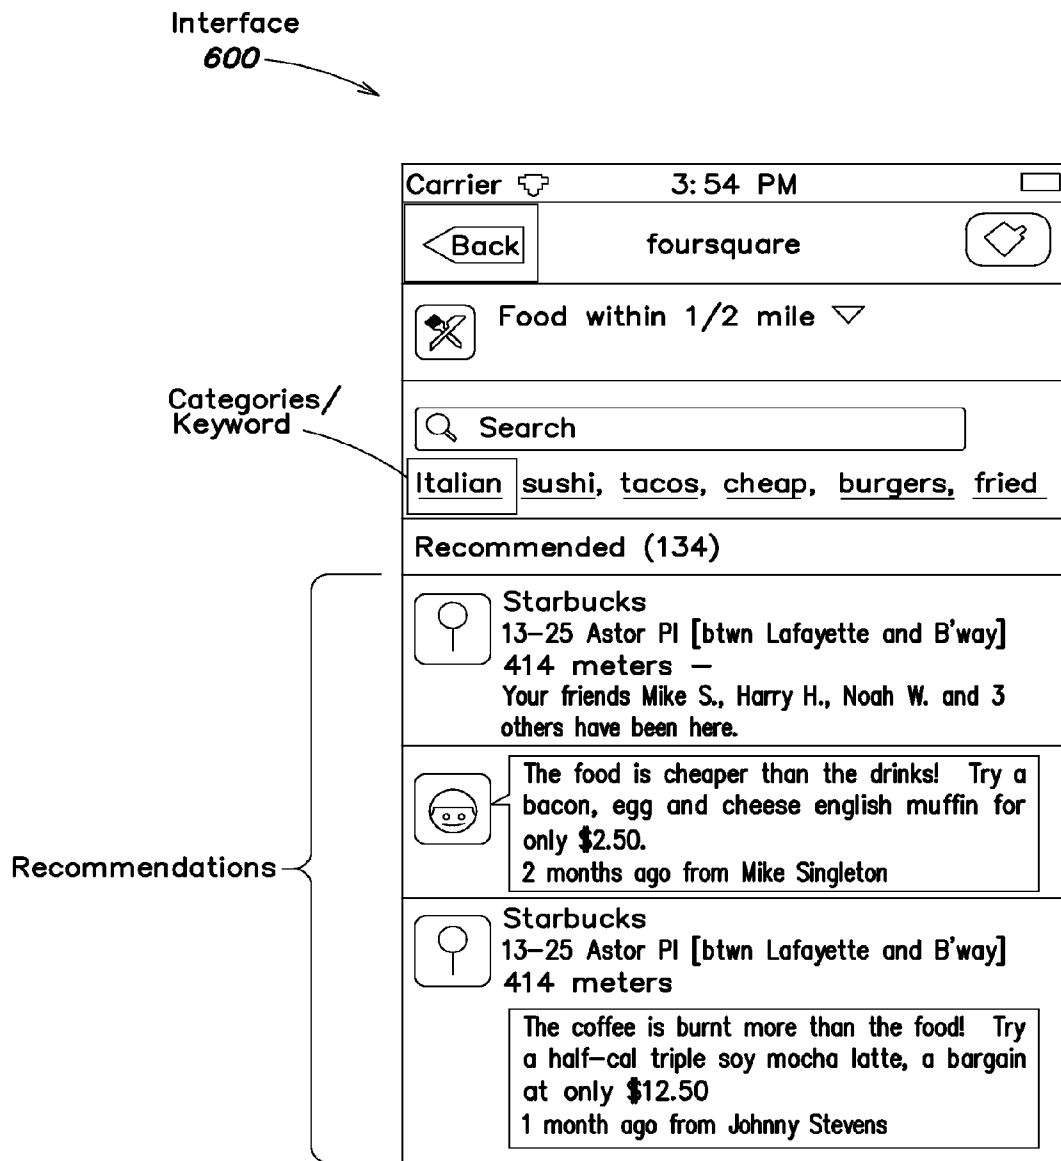 Interface
600
Carrier 3:54 PM
Back foursquare
Food within 1/2 mile
Categories/
Keyword
Search
Italian sushi, tacos, cheap, burgers, fried
Recommended (134)
Starbucks
13-25 Astor Pl [btwn Lafayette and B'way]
414 meters –
Your friends Mike S., Harry H., Noah W. and 3
others have been here.
The food is cheaper than the drinks! Try a
bacon, egg and cheese english muffin for
only $2.50.
2 months ago from Mike Singleton
Recommendations
Starbucks
13-25 Astor Pl [btwn Lafayette and B'way]
414 meters
The coffee is burnt more than the food! Try
a half-cal triple soy mocha latte, a bargain
at only $12.50
1 month ago from Johnny Stevens